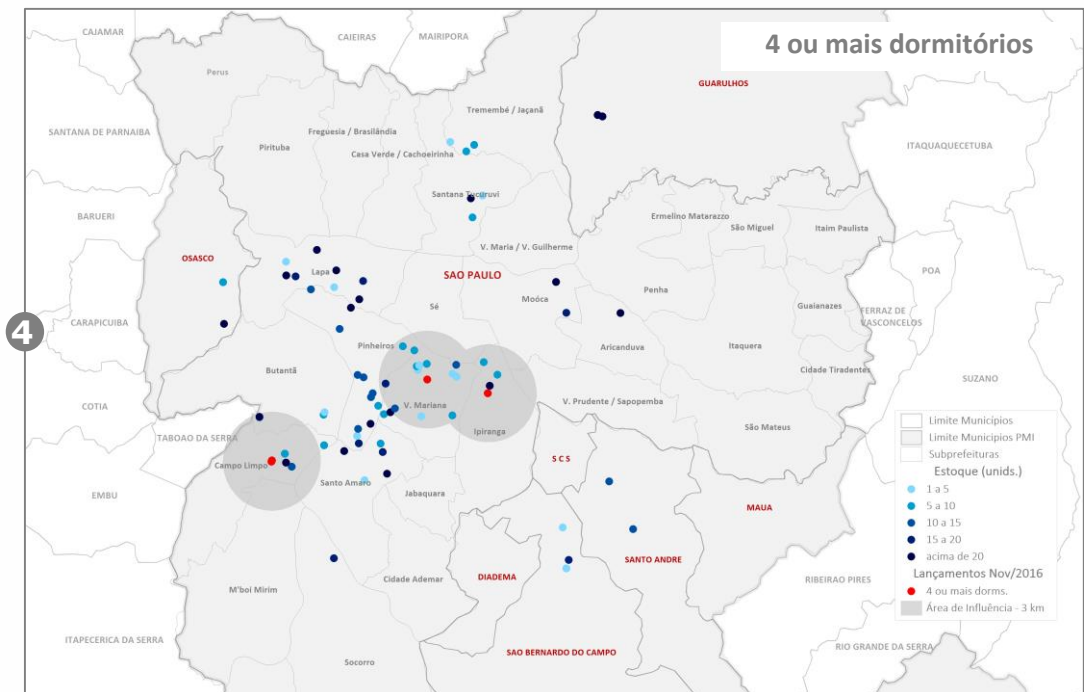 4 ou mais dormitórios
CAJAMAR
CAIEIRAS
MAIRIPORA
Perus
GUARULHOS
Tremembé / Jaçanã
SANTANA DE PARNAIBA
Freguesia / Brasilândia
Pirituba
Casa Verde / Cachoeirinha
ITAQUAQUECETUBA
Santana Tucuruvi
BARUERI
Ermelino Matarazzo
São Miguel
Itaim Paulista
V. Maria / V. Guilherme
OSASCO
Lapa
SAO PAULO
POA
Penha
Sé
Moóca
Guaianazes
FERRAZ DE
VASCONCELOS
CARAPICUIBA
4
Pinheiros
Aricanduva
Itaquera
Butantã
Cidade Tiradentes
SUZANO
COTIA
V. Mariana
V. Prudente / Sapopemba
Ipiranga
São Mateus
TABOAO DA SERRA
Campo Limpo
S C S
Santo Amaro
EMBU
Jabaquara
MAUA
SANTO ANDRE
DIADEMA
Cidade Ademar
M'boi Mirim
RIBEIRAO PIRES
ITAPECERICA DA SERRA
SAO BERNARDO DO CAMPO
RIO GRANDE DA SERRA
Socorro
Limite Municípios
Limite Municipios PMI
Subprefeituras
Estoque (unids.)
1 a 5
5 a 10
10 a 15
15 a 20
acima de 20
Lançamentos Nov/2016
4 ou mais dorms.
Área de Influência - 3 km